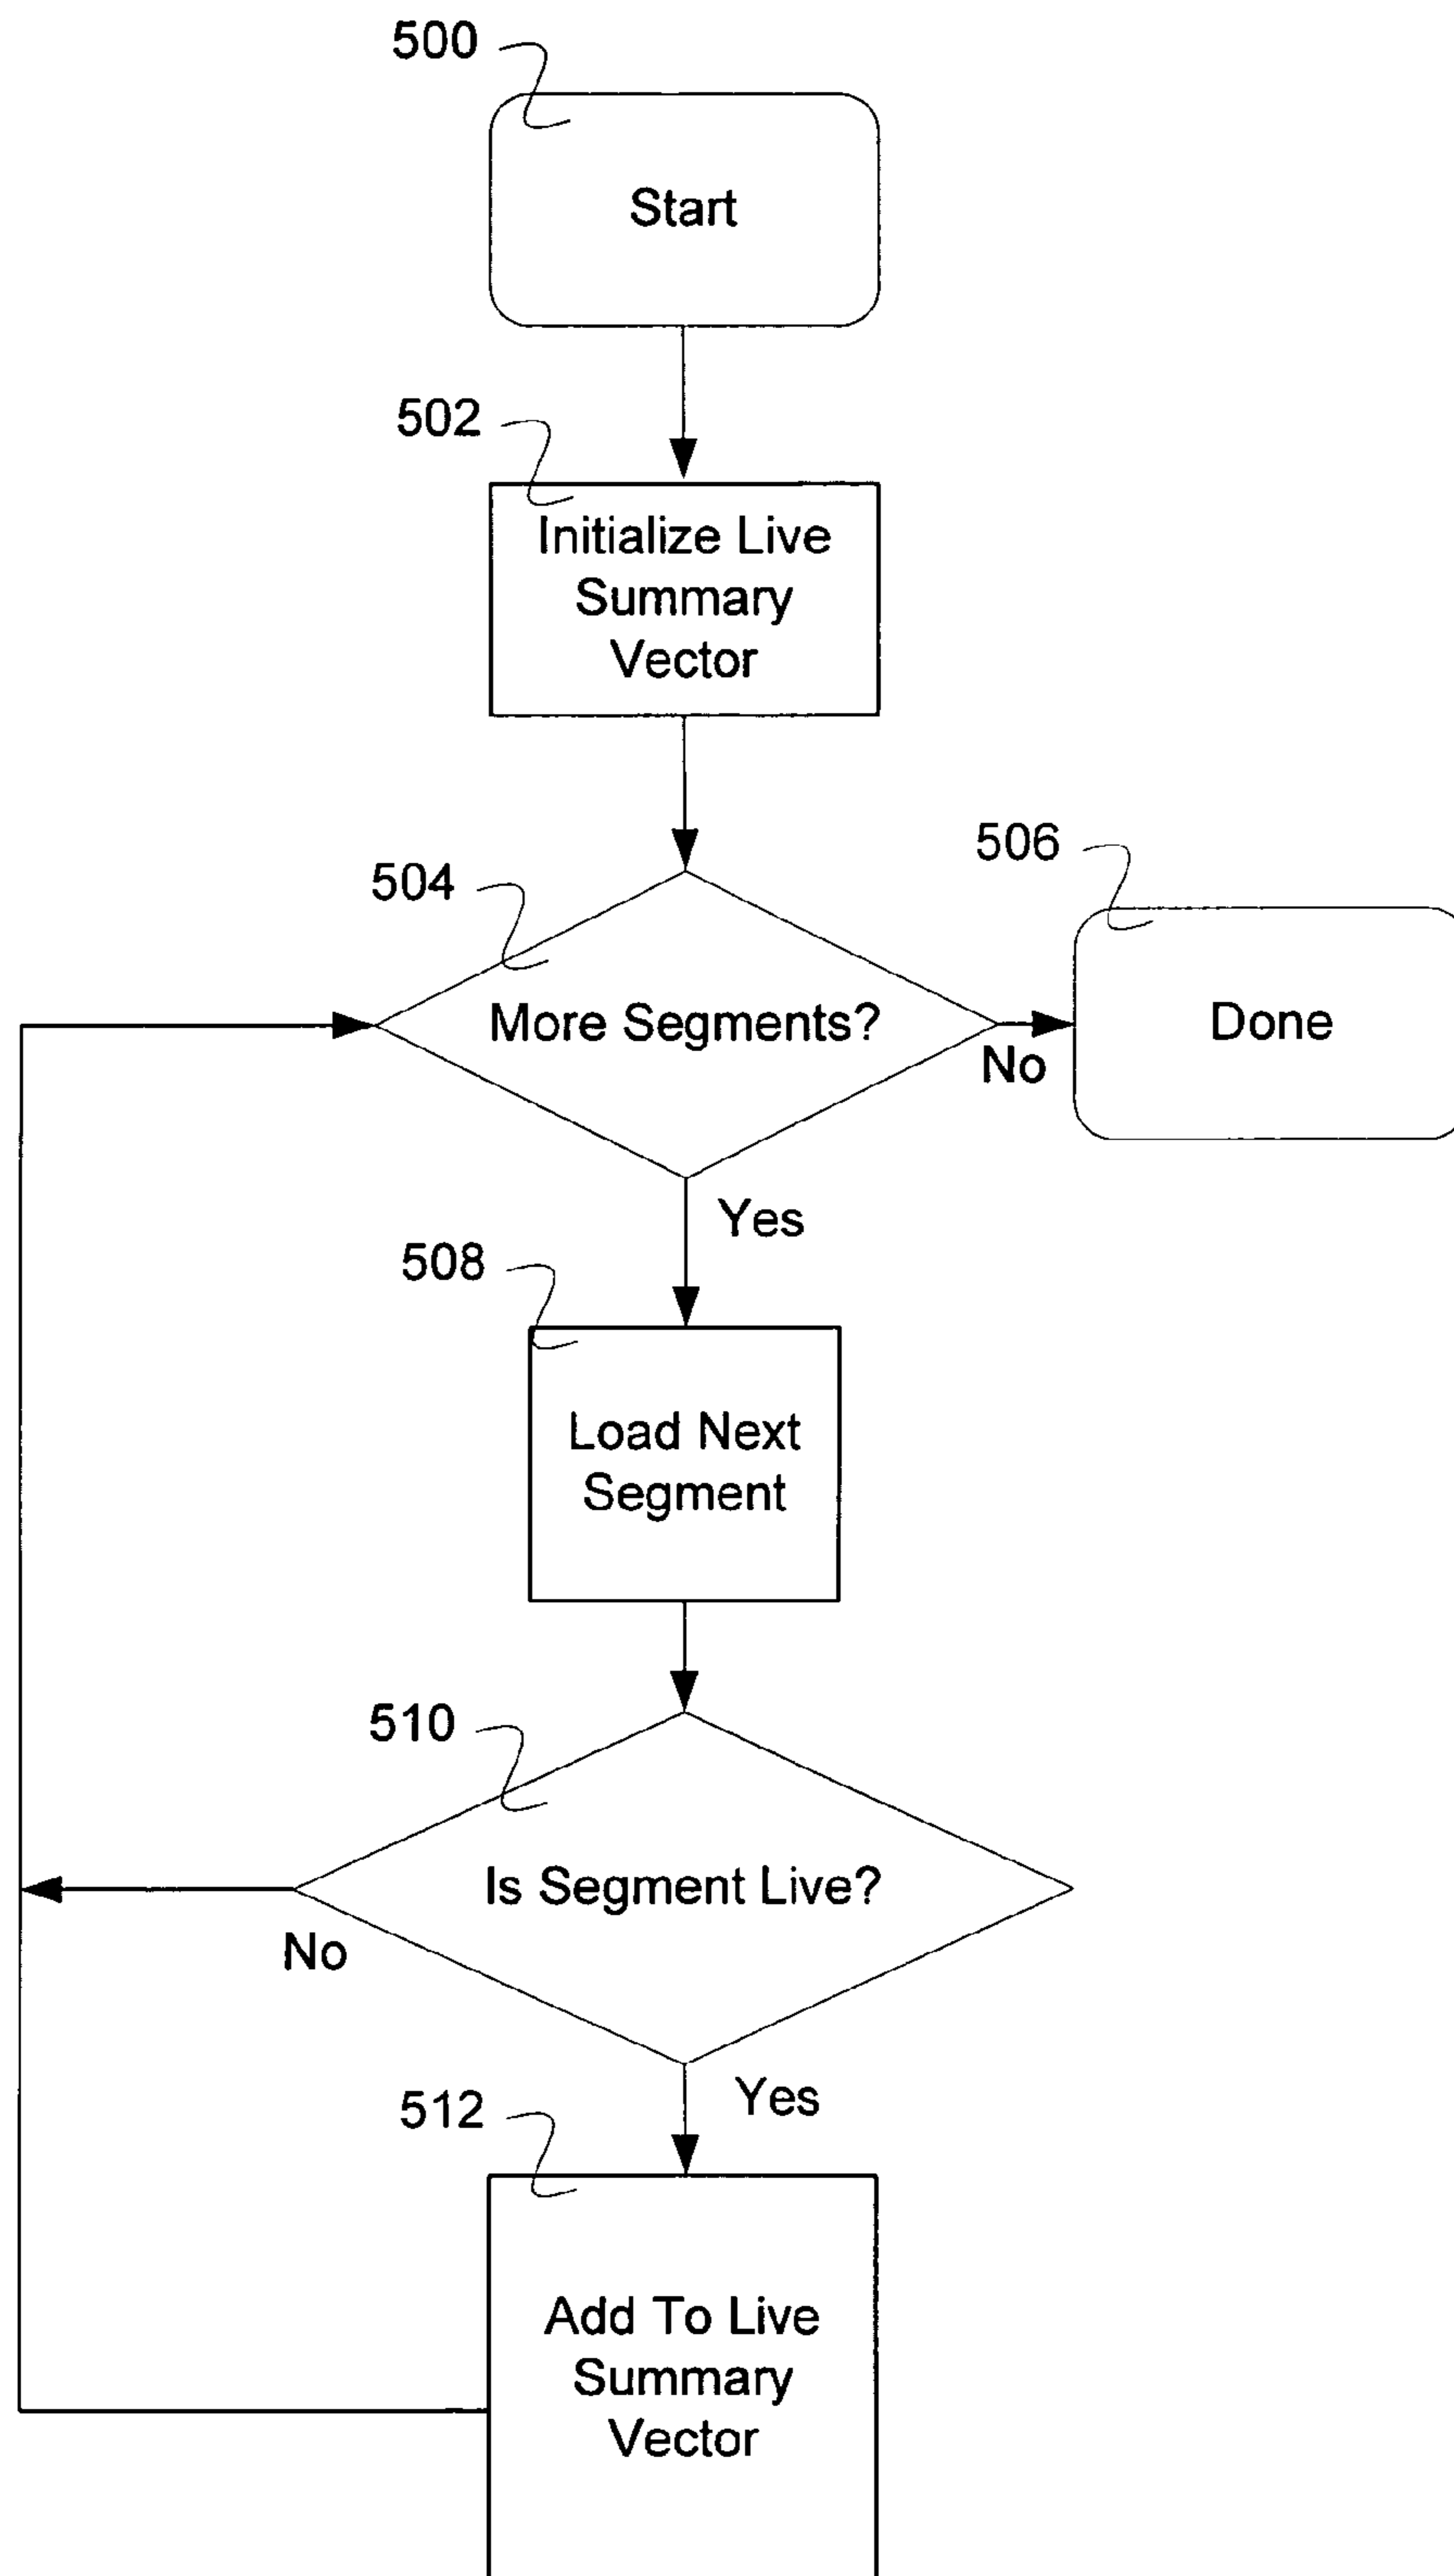 500
Start
502
Initialize Live
Summary
Vector
504
More Segments?
506
Done
No
Yes
508
Load Next
Segment
510
Is Segment Live?
No
Yes
512
Add To Live
Summary
Vector